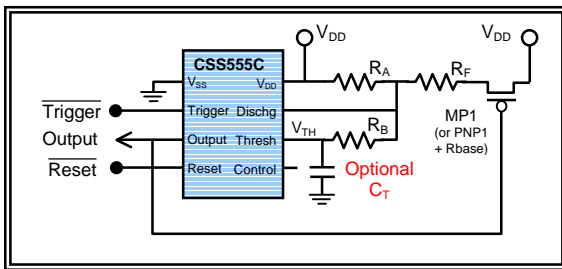 V_DD
V_DD
CSS555C
V_SS
V_DD
R_A
R_F
Trigger
Trigger
Dischg
MP1
(or PNP1
+ Rbase)
Output
Output
Thresh
V_TH
R_B
Reset
Reset
Control
Optional
C_T